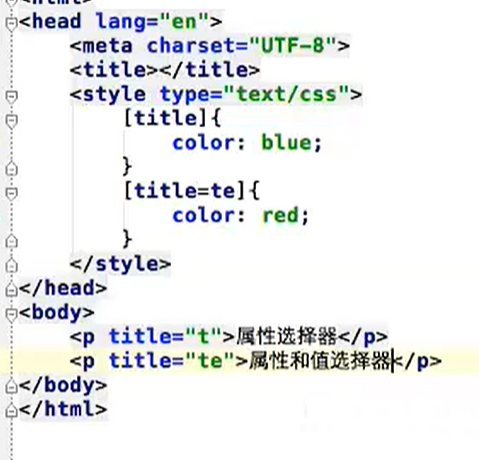 <html>
<head lang="en">
<meta charset="UTF-8">
<title></title>
<style type="text/css">
[title]{
color: blue;
}
[title=te]{
color: red;
}
</style>
</head>
<body>
<p title="t">属性选择器</p>
<p title="te">属性和值选择器</p>
</body>
</html>